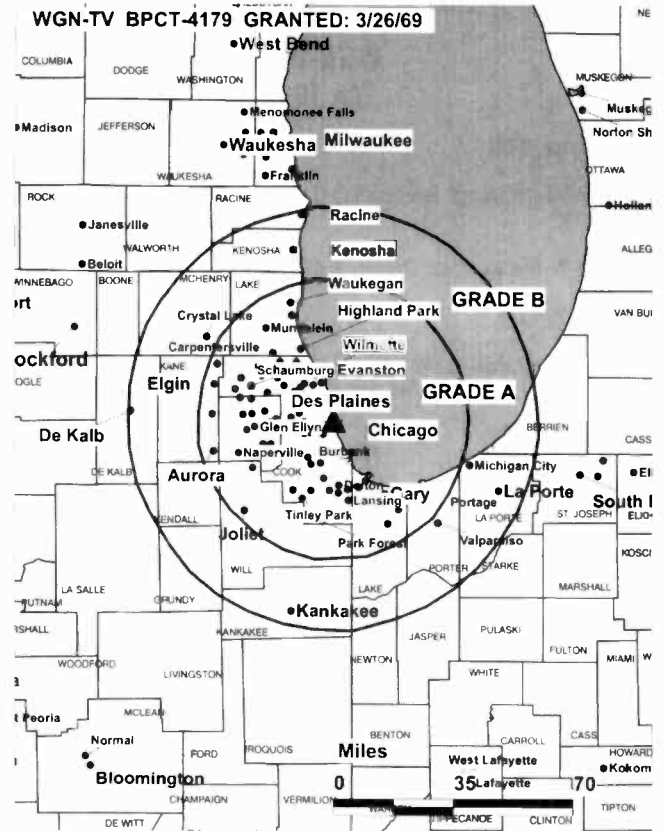 WGN-TV BPCT-4179 GRANTED: 3/26/69
NE
West Bend
COLUMBIA
DODGE
WASHINGTON
MUSKEGON
Menomonee Falls
Madison
JEFFERSON
Norton Sh
Waukesha Milwaukee
WAUKESHA
Franklin
OTTAWA
ROCK
RACINE
Racine
Janesville
WALWORTH
KENOSHA
Kenosha
ALLEG
Beloit
WINNEBAGO
BOONE
MCHENRY
LAKE
Waukegan
GRADE B
Crystal Lake
Highland Park
VAN BU
Mundelein
Carpentersville
Wilmette
ockford
KANE
OGLE
Schaumburg
Evanston
Elgin
GRADE A
Des Plaines
De Kalb
Glen Ellyn
Chicago
BERRIEN
CASS
Naperville
Burbank
DE KALB
COOK
Michigan City
Aurora
Gary
La Porte
Lansing
Portage
South
KENDALL
Tinley Park
LA PORTE
ST. JOSEPH
Joliet
Park Forest
Valparaiso
WILL
PORTER
STARKE
KOSC
LA SALLE
LAKE
MARSHALL
PUTNAM
GRUNDY
Kankakee
KANKAKEE
JASPER
PULASKI
FULTON
MIAMI
WOODFORD
LIVINGSTON
NEWTON
WHITE
MCLEAN
Peoria
BENTON
CARROLL
CASS
Normal
FORD
IROQUOIS
Miles
HOWARD
West Lafayette
Kokom
Bloomington
0 35 Lafayette 70
CHAMPAIGN
VERMILION
TIPTON
DE WITT
CLINTON